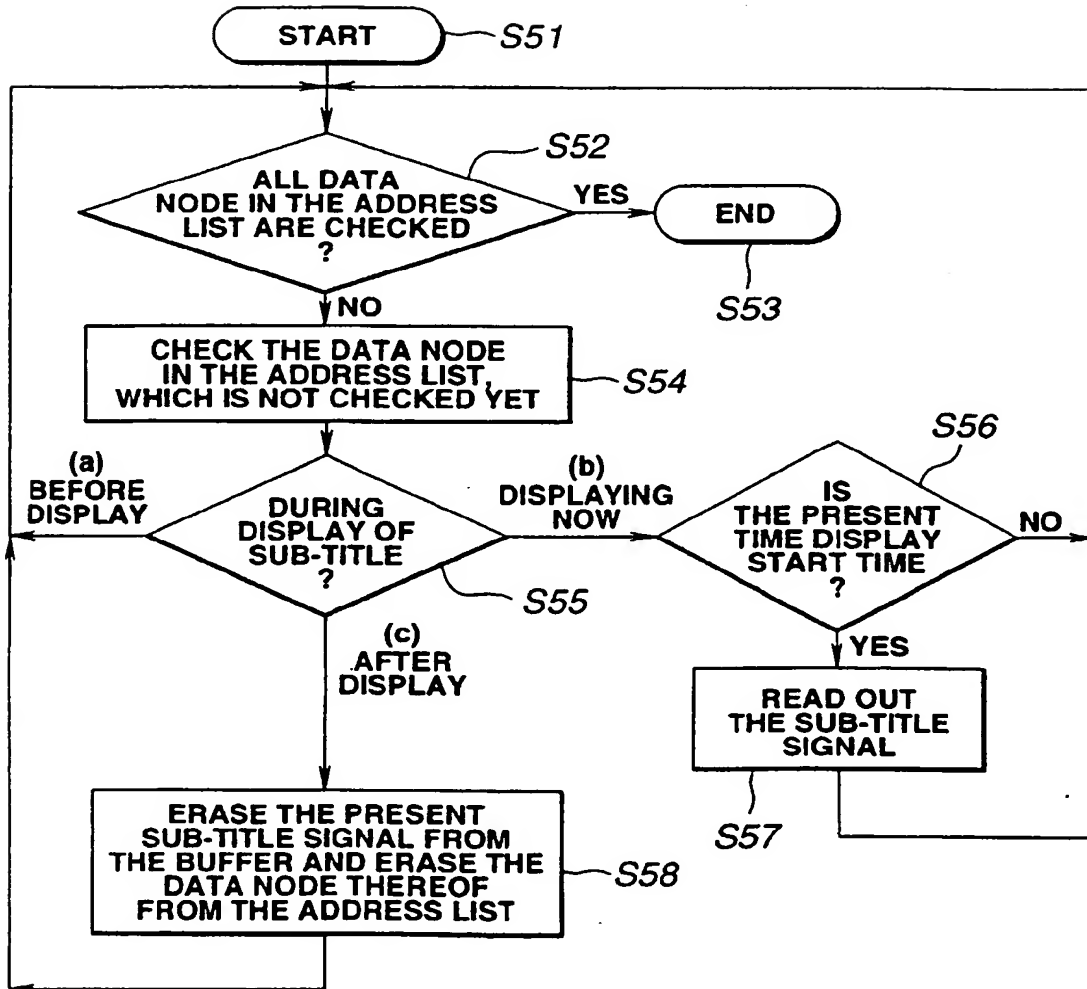 START
S51
S52
ALL DATA
NODE IN THE ADDRESS
LIST ARE CHECKED
?
YES
END
S53
NO
CHECK THE DATA NODE
IN THE ADDRESS LIST,
WHICH IS NOT CHECKED YET
S54
(a)
BEFORE
DISPLAY
DURING
DISPLAY OF
SUB-TITLE
?
S55
(b)
DISPLAYING
NOW
S56
IS
THE PRESENT
TIME DISPLAY
START TIME
?
NO
YES
(c)
AFTER
DISPLAY
READ OUT
THE SUB-TITLE
SIGNAL
S57
ERASE THE PRESENT
SUB-TITLE SIGNAL FROM
THE BUFFER AND ERASE THE
DATA NODE THEREOF
FROM THE ADDRESS LIST
S58